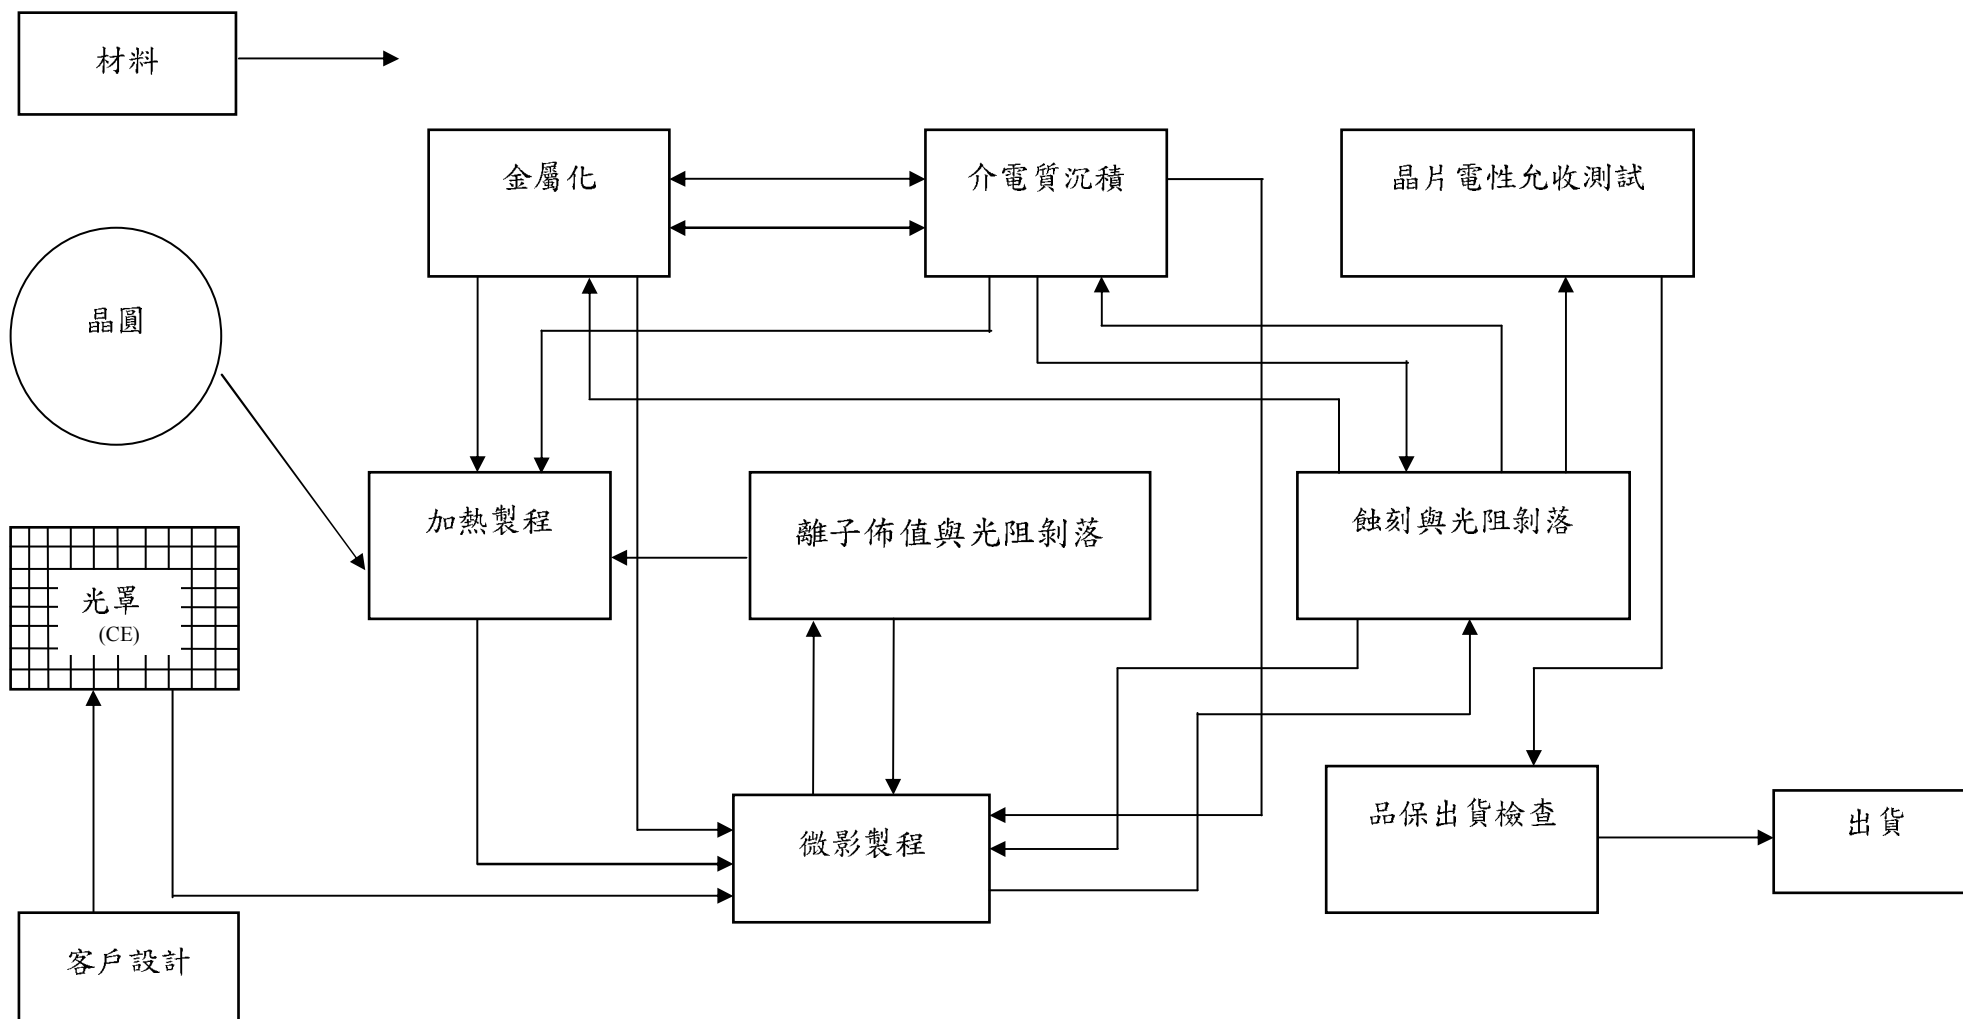 材料
金屬化
介電質沉積
晶片電性允收測試
晶圓
加熱製程
離子佈值與光阻剝落
蝕刻與光阻剝落
光罩
(CE)
微影製程
品保出貨檢查
出貨
客戶設計